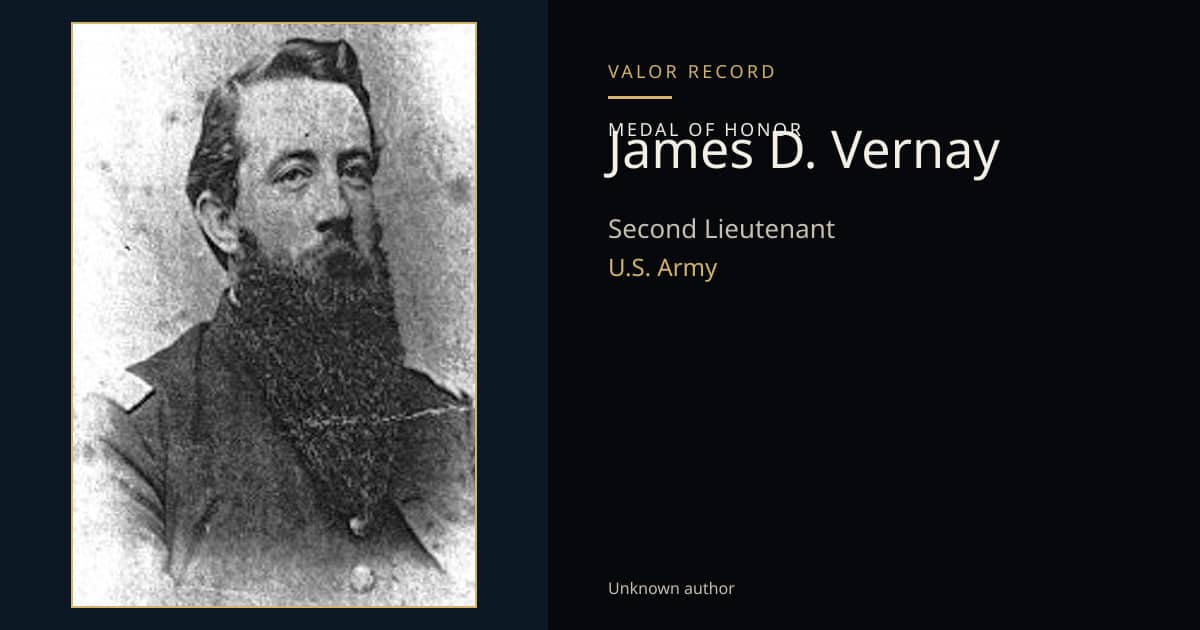 VALOR RECORD
MEDAL OF HONOR
James D. Vernay
Second Lieutenant
U.S. Army
Unknown author